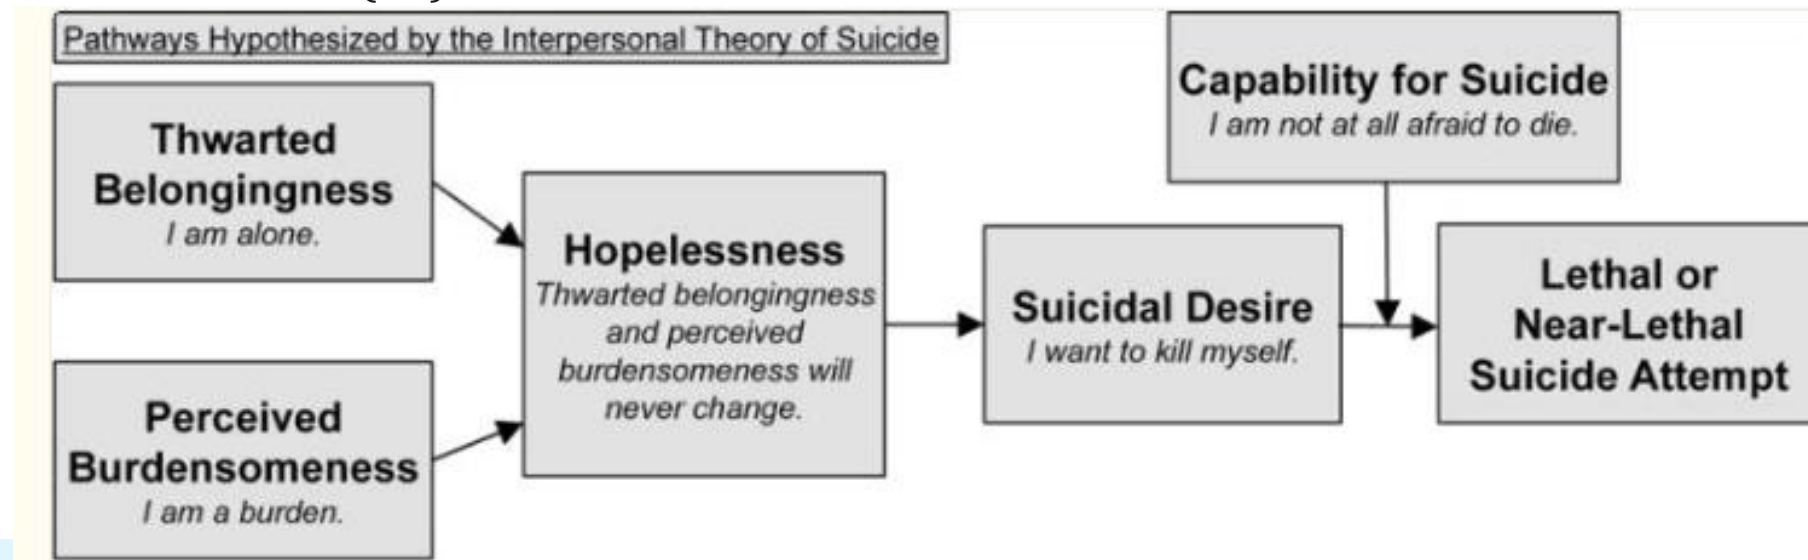 Pathways Hypothesized by the Interpersonal Theory of Suicide
Thwarted
Belongingness
I am alone.
Perceived
Burdensomeness
I am a burden.
Hopelessness
Thwarted belongingness
and perceived
burdensomeness will
never change.
Suicidal Desire
I want to kill myself.
Capability for Suicide
I am not at all afraid to die.
Lethal or
Near-Lethal
Suicide Attempt